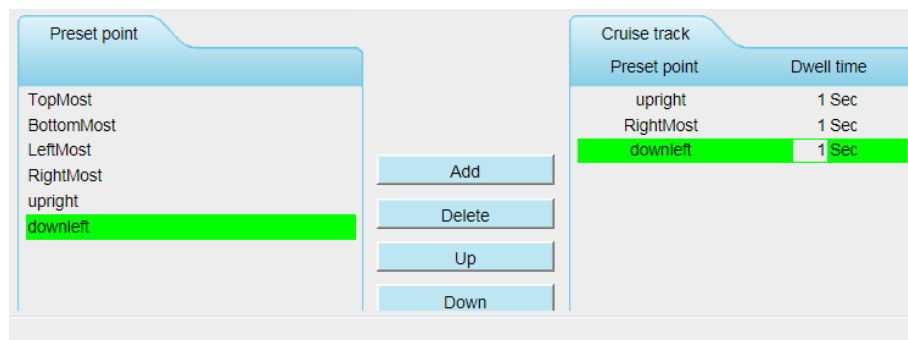 Preset point
TopMost
BottomMost
LeftMost
RightMost
upright
downleft
Add
Delete
Up
Down
Cruise track
Preset point Dwell time
upright 1 Sec
RightMost 1 Sec
downleft 1 Sec